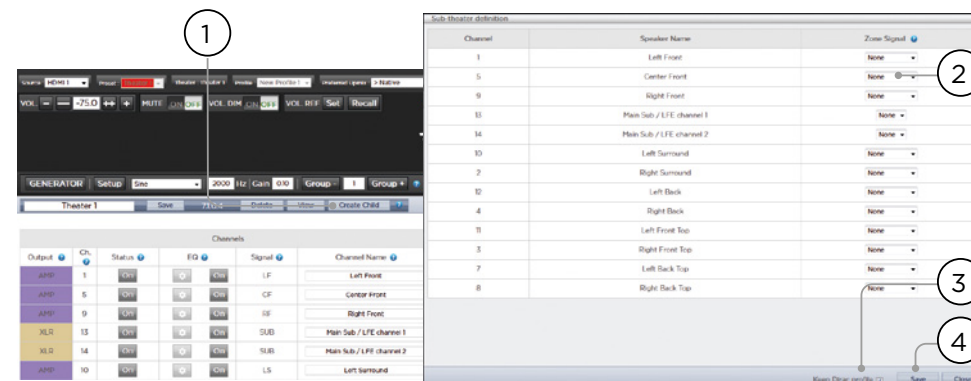 1
Source HDMI 1 Preset Theater Theater 1 Profile New Profile 1 Preferred upmix > Native
VOL. -75.0 MUTE ON OFF VOL. DIM ON OFF VOL. REF Set Recall
GENERATOR Setup Sine 2000 Hz Gain 0.10 Group - 1 Group +
Theater 1 Save Delete View Create Child
Channels
Output Ch. Status EQ Signal Channel Name
AMP 1 On On LF Left Front
AMP 5 On On CF Center Front
AMP 9 On On RF Right Front
XLR 13 On On SUB Main Sub / LFE channel 1
XLR 14 On On SUB Main Sub / LFE channel 2
AMP 10 On On LS Left Surround
Sub-theater definition
Channel Speaker Name Zone Signal
1 Left Front None
5 Center Front None
2
9 Right Front None
13 Main Sub / LFE channel 1 None
14 Main Sub / LFE channel 2 None
10 Left Surround None
2 Right Surround None
12 Left Back None
4 Right Back None
11 Left Front Top None
3 Right Front Top None
7 Left Back Top None
8 Right Back Top None
3
4
Keep Dirac profile Save Close